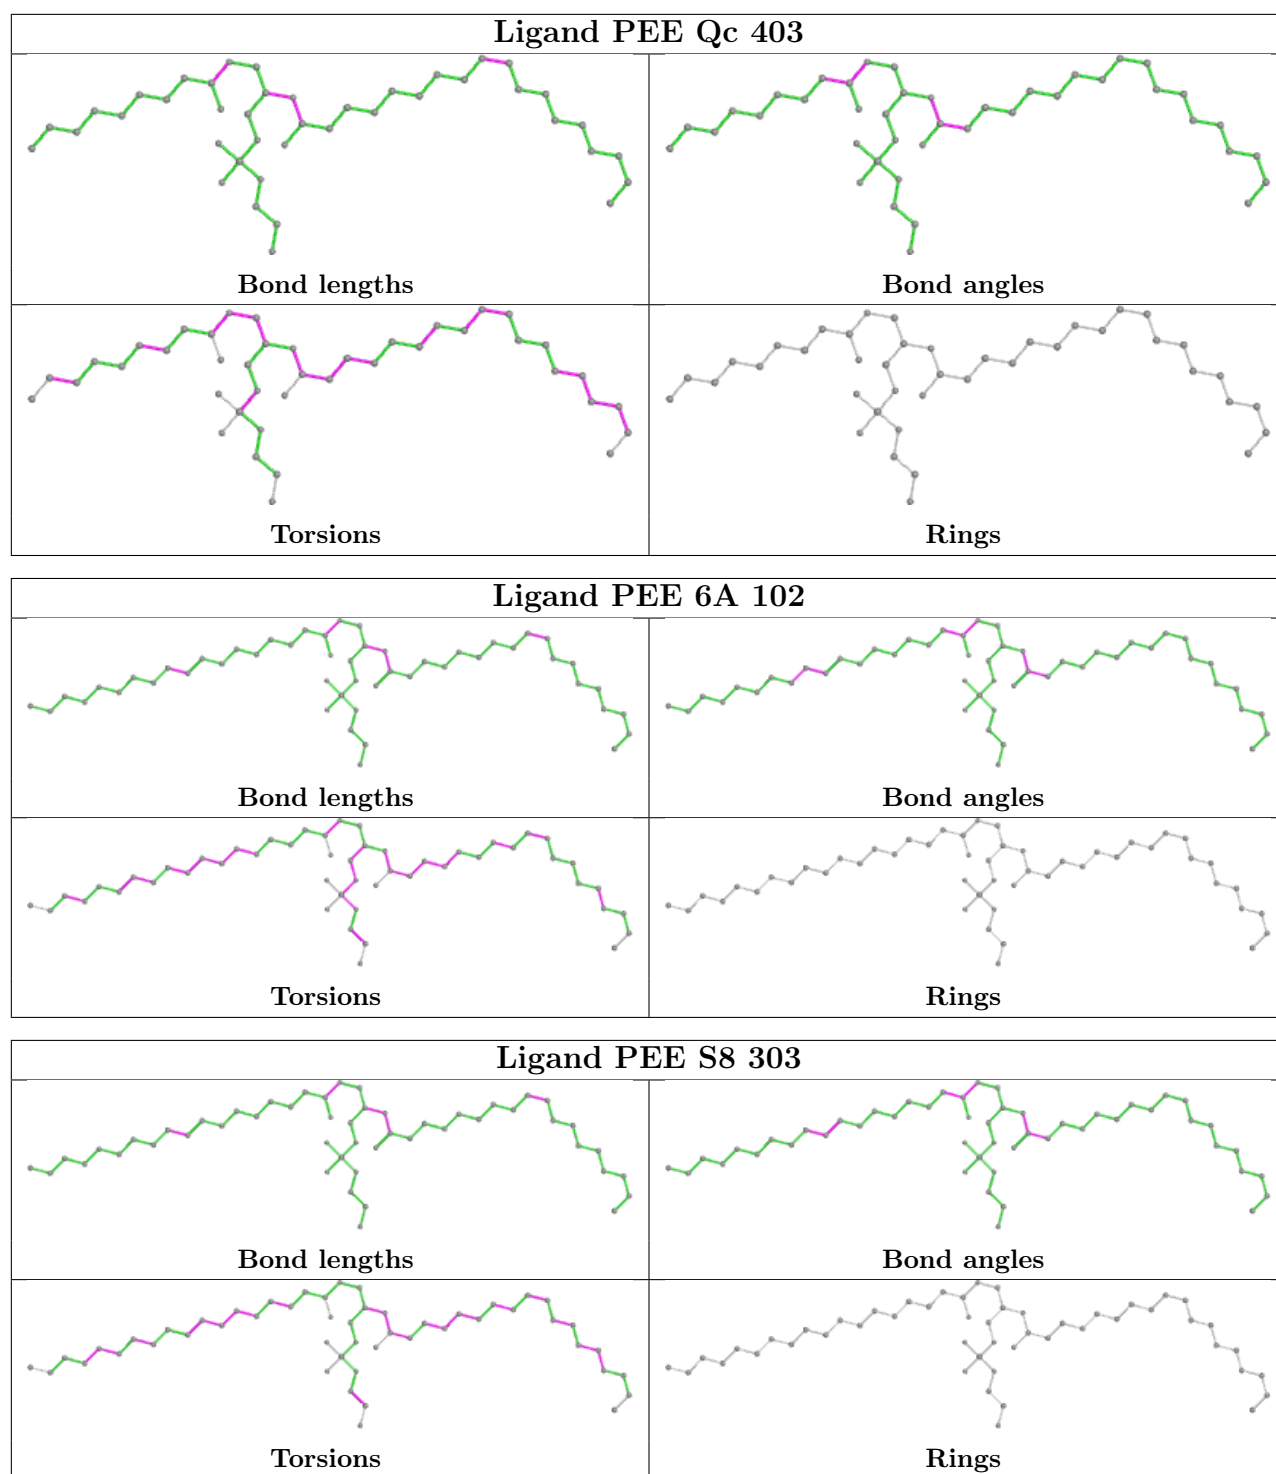 Ligand PEE Qc 403
Bond lengths
Bond angles
Torsions
Rings
Ligand PEE 6A 102
Bond lengths
Bond angles
Torsions
Rings
Ligand PEE S8 303
Bond lengths
Bond angles
Torsions
Rings